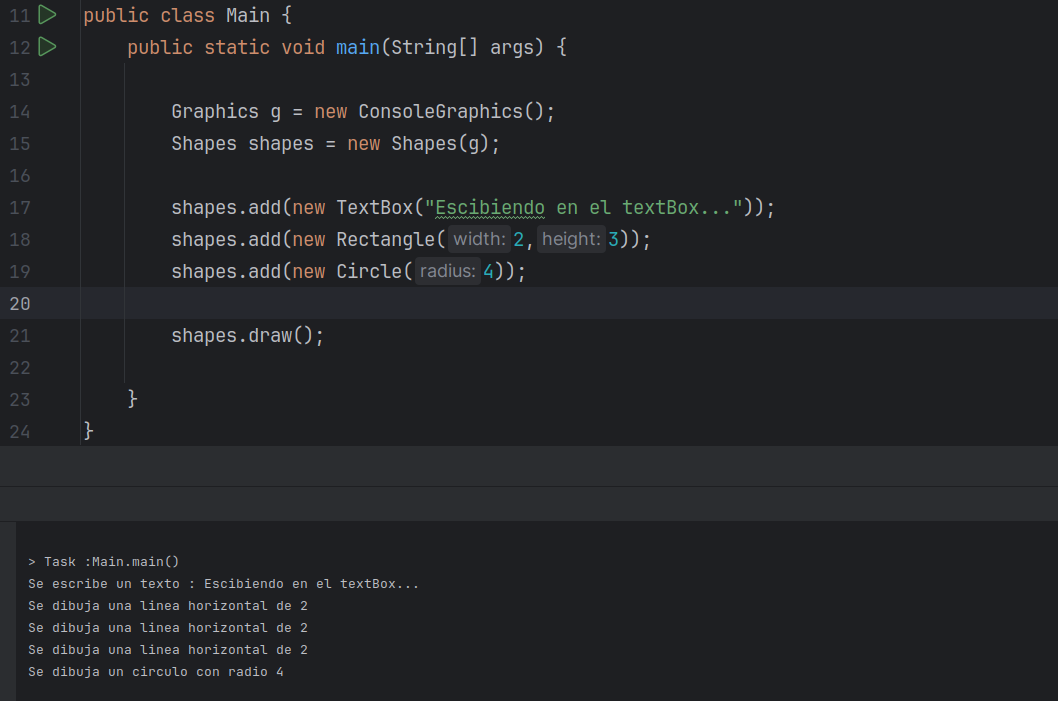 11 public class Main {
12 public static void main(String[] args) {
13
14 Graphics g = new ConsoleGraphics();
15 Shapes shapes = new Shapes(g);
16
17 shapes.add(new TextBox("Escibiendo en el textBox..."));
18 shapes.add(new Rectangle( width: 2, height: 3));
19 shapes.add(new Circle( radius: 4));
20
21 shapes.draw();
22
23 }
24 }
> Task :Main.main()
Se escribe un texto : Escibiendo en el textBox...
Se dibuja una linea horizontal de 2
Se dibuja una linea horizontal de 2
Se dibuja una linea horizontal de 2
Se dibuja un circulo con radio 4